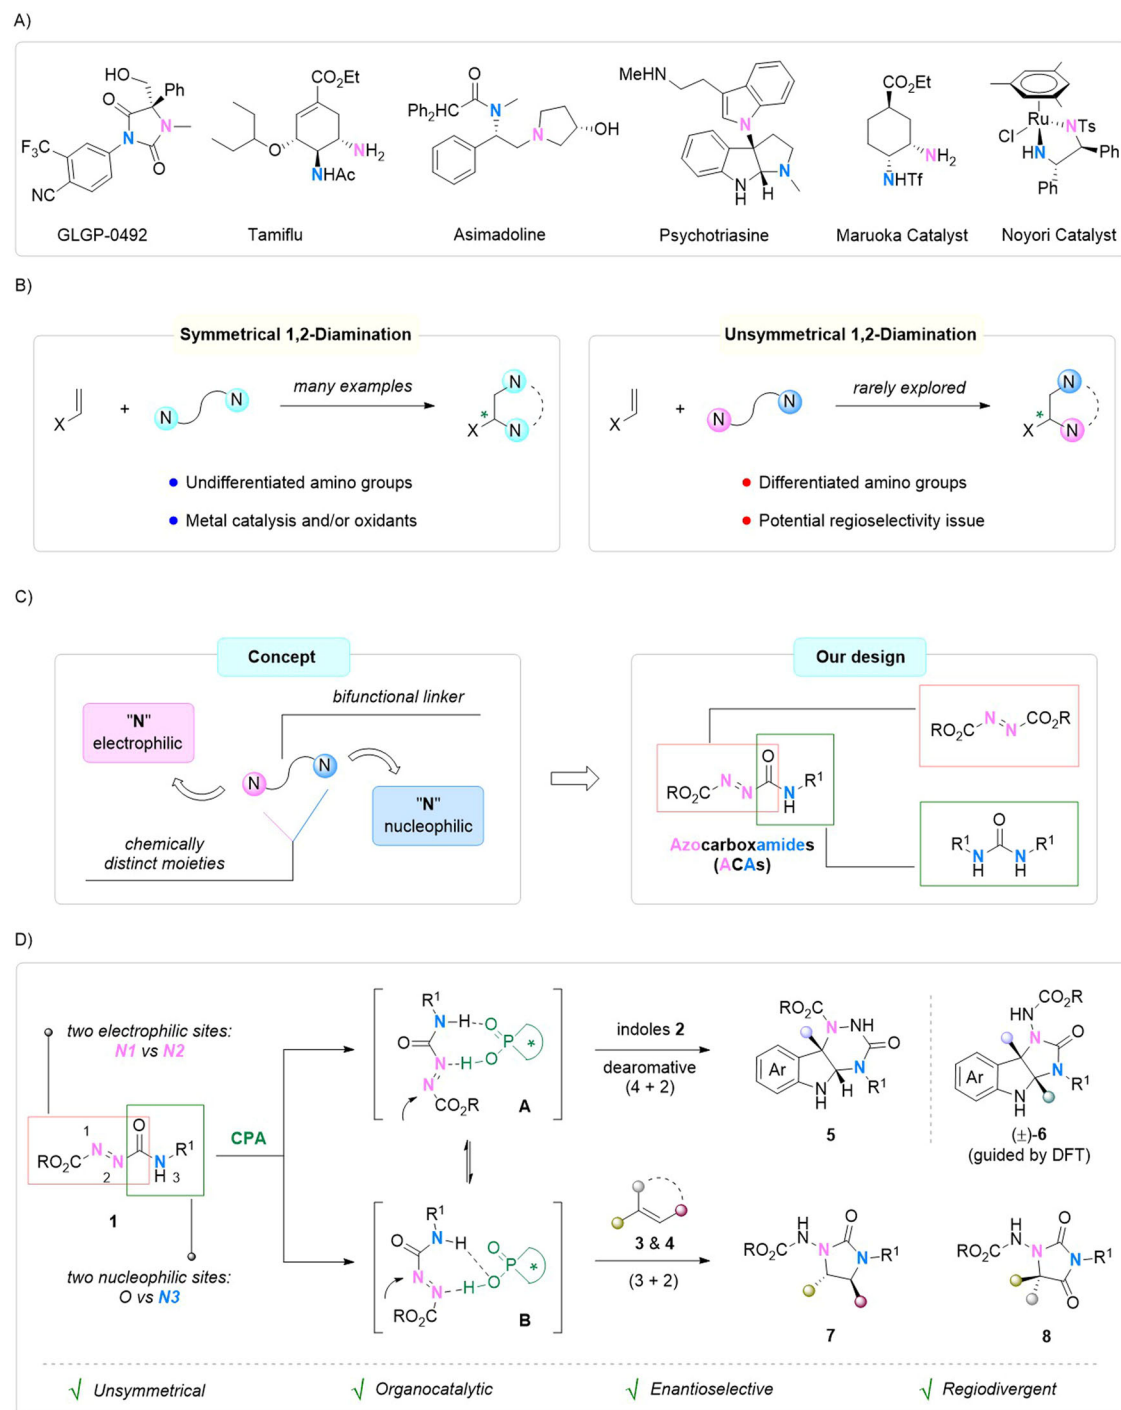 A)
HO
Ph
O
N
N
O
F3C
NC
GLGP-0492
CO2Et
O
NH2
NHAc
Tamiflu
O
Ph2HC
N
N
OH
Asimadoline
MeHN
N
N
H
H
N
Psychotriasine
CO2Et
NH2
NHTf
Maruoka Catalyst
Ru
Cl
NTs
HN
Ph
Ph
Noyori Catalyst
B)
Symmetrical 1,2-Diamination
X
+
N
N
many examples
X
*
N
N
Undifferentiated amino groups
Metal catalysis and/or oxidants
Unsymmetrical 1,2-Diamination
X
+
N
N
rarely explored
X
*
N
N
Differentiated amino groups
Potential regioselectivity issue
C)
Concept
bifunctional linker
"N"
electrophilic
N
N
"N"
nucleophilic
chemically
distinct moieties
Our design
RO2C
N
N
CO2R
O
RO2C
N
N
N
H
R1
Azocarboxamides
(ACAs)
O
R1
N
H
N
H
R1
D)
two electrophilic sites:
N1 vs N2
1
O
RO2C
N
N
2
N
H
3
R1
1
two nucleophilic sites:
O vs N3
CPA
R1
N
H
O
O
P
*
N
H
O
N
CO2R
A
R1
N
H
O
O
P
*
N
N
H
O
RO2C
B
indoles 2
dearomative
(4 + 2)
RO2C
N
NH
O
Ar
N
H
H
N
R1
5
CO2R
HN
N
O
Ar
N
R1
NH
(±)-6
(guided by DFT)
3 & 4
(3 + 2)
H
N
O
RO2C
N
N
R1
7
H
N
O
RO2C
N
N
R1
O
8
√ Unsymmetrical
√ Organocatalytic
√ Enantioselective
√ Regiodivergent